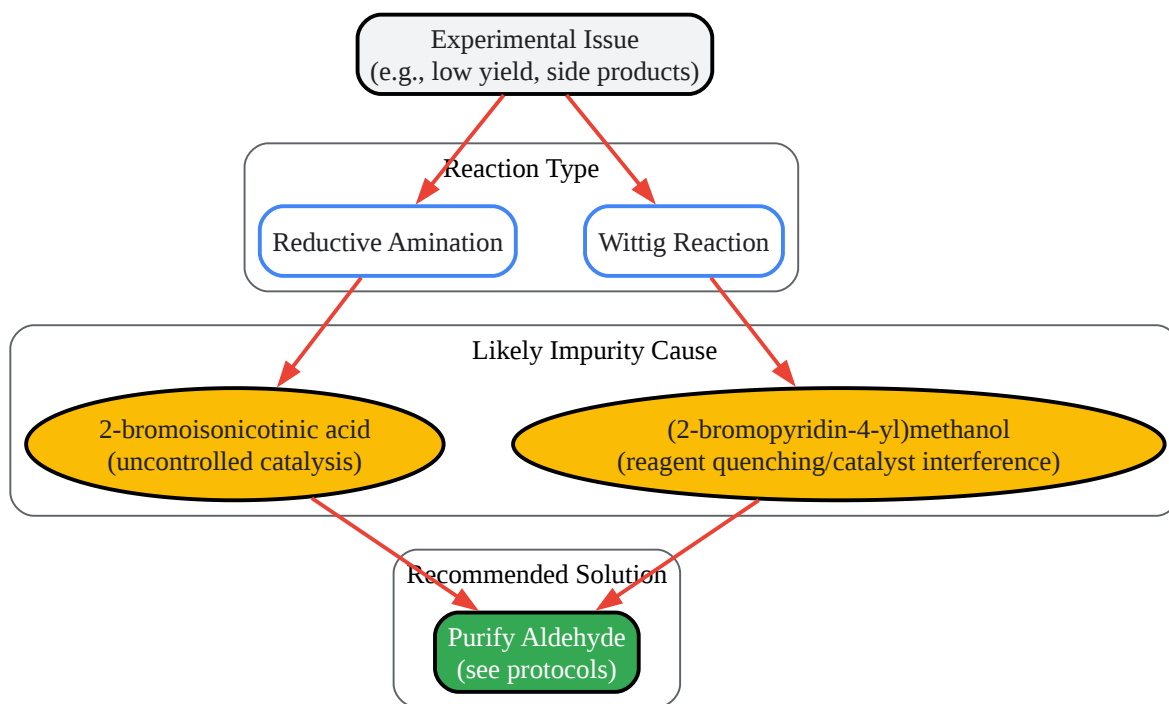 Experimental Issue
(e.g., low yield, side products)
Reaction Type
Reductive Amination
Wittig Reaction
Likely Impurity Cause
2-bromoisonicotinic acid
(uncontrolled catalysis)
(2-bromopyridin-4-yl)methanol
(reagent quenching/catalyst interference)
Recommended Solution
Purify Aldehyde
(see protocols)